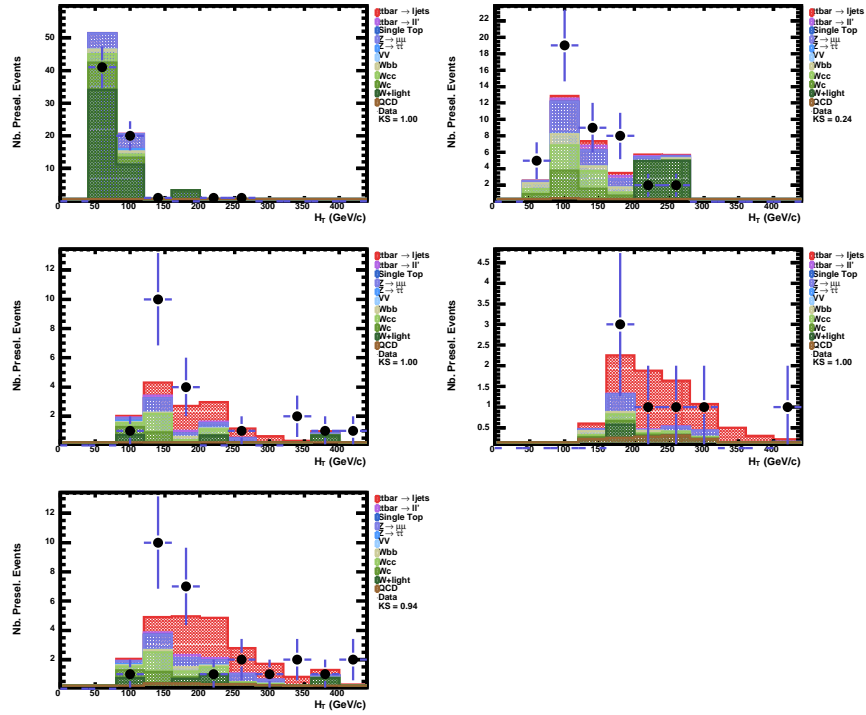 Nb. Presel. Events
50
40
30
20
10
0 50 100 150 200 250 300 350 400
H_T (GeV/c)
ttbar → ljets
ttbar → ll'
Single Top
Z → μμ
Z → ττ
VV
Wbb
Wcc
Wc
W+light
QCD
Data
KS = 1.00
Nb. Presel. Events
24
22
20
18
16
14
12
10
8
6
4
2
0 50 100 150 200 250 300 350 400
H_T (GeV/c)
ttbar → ljets
ttbar → ll'
Single Top
Z → μμ
Z → ττ
VV
Wbb
Wcc
Wc
W+light
QCD
Data
KS = 0.24
Nb. Presel. Events
12
10
8
6
4
2
0 50 100 150 200 250 300 350 400
H_T (GeV/c)
ttbar → ljets
ttbar → ll'
Single Top
Z → μμ
Z → ττ
VV
Wbb
Wcc
Wc
W+light
QCD
Data
KS = 1.00
Nb. Presel. Events
4.5
4
3.5
3
2.5
2
1.5
1
0.5
0 50 100 150 200 250 300 350 400
H_T (GeV/c)
ttbar → ljets
ttbar → ll'
Single Top
Z → μμ
Z → ττ
VV
Wbb
Wcc
Wc
W+light
QCD
Data
KS = 1.00
Nb. Presel. Events
12
10
8
6
4
2
0 50 100 150 200 250 300 350 400
H_T (GeV/c)
ttbar → ljets
ttbar → ll'
Single Top
Z → μμ
Z → ττ
VV
Wbb
Wcc
Wc
W+light
QCD
Data
KS = 0.94